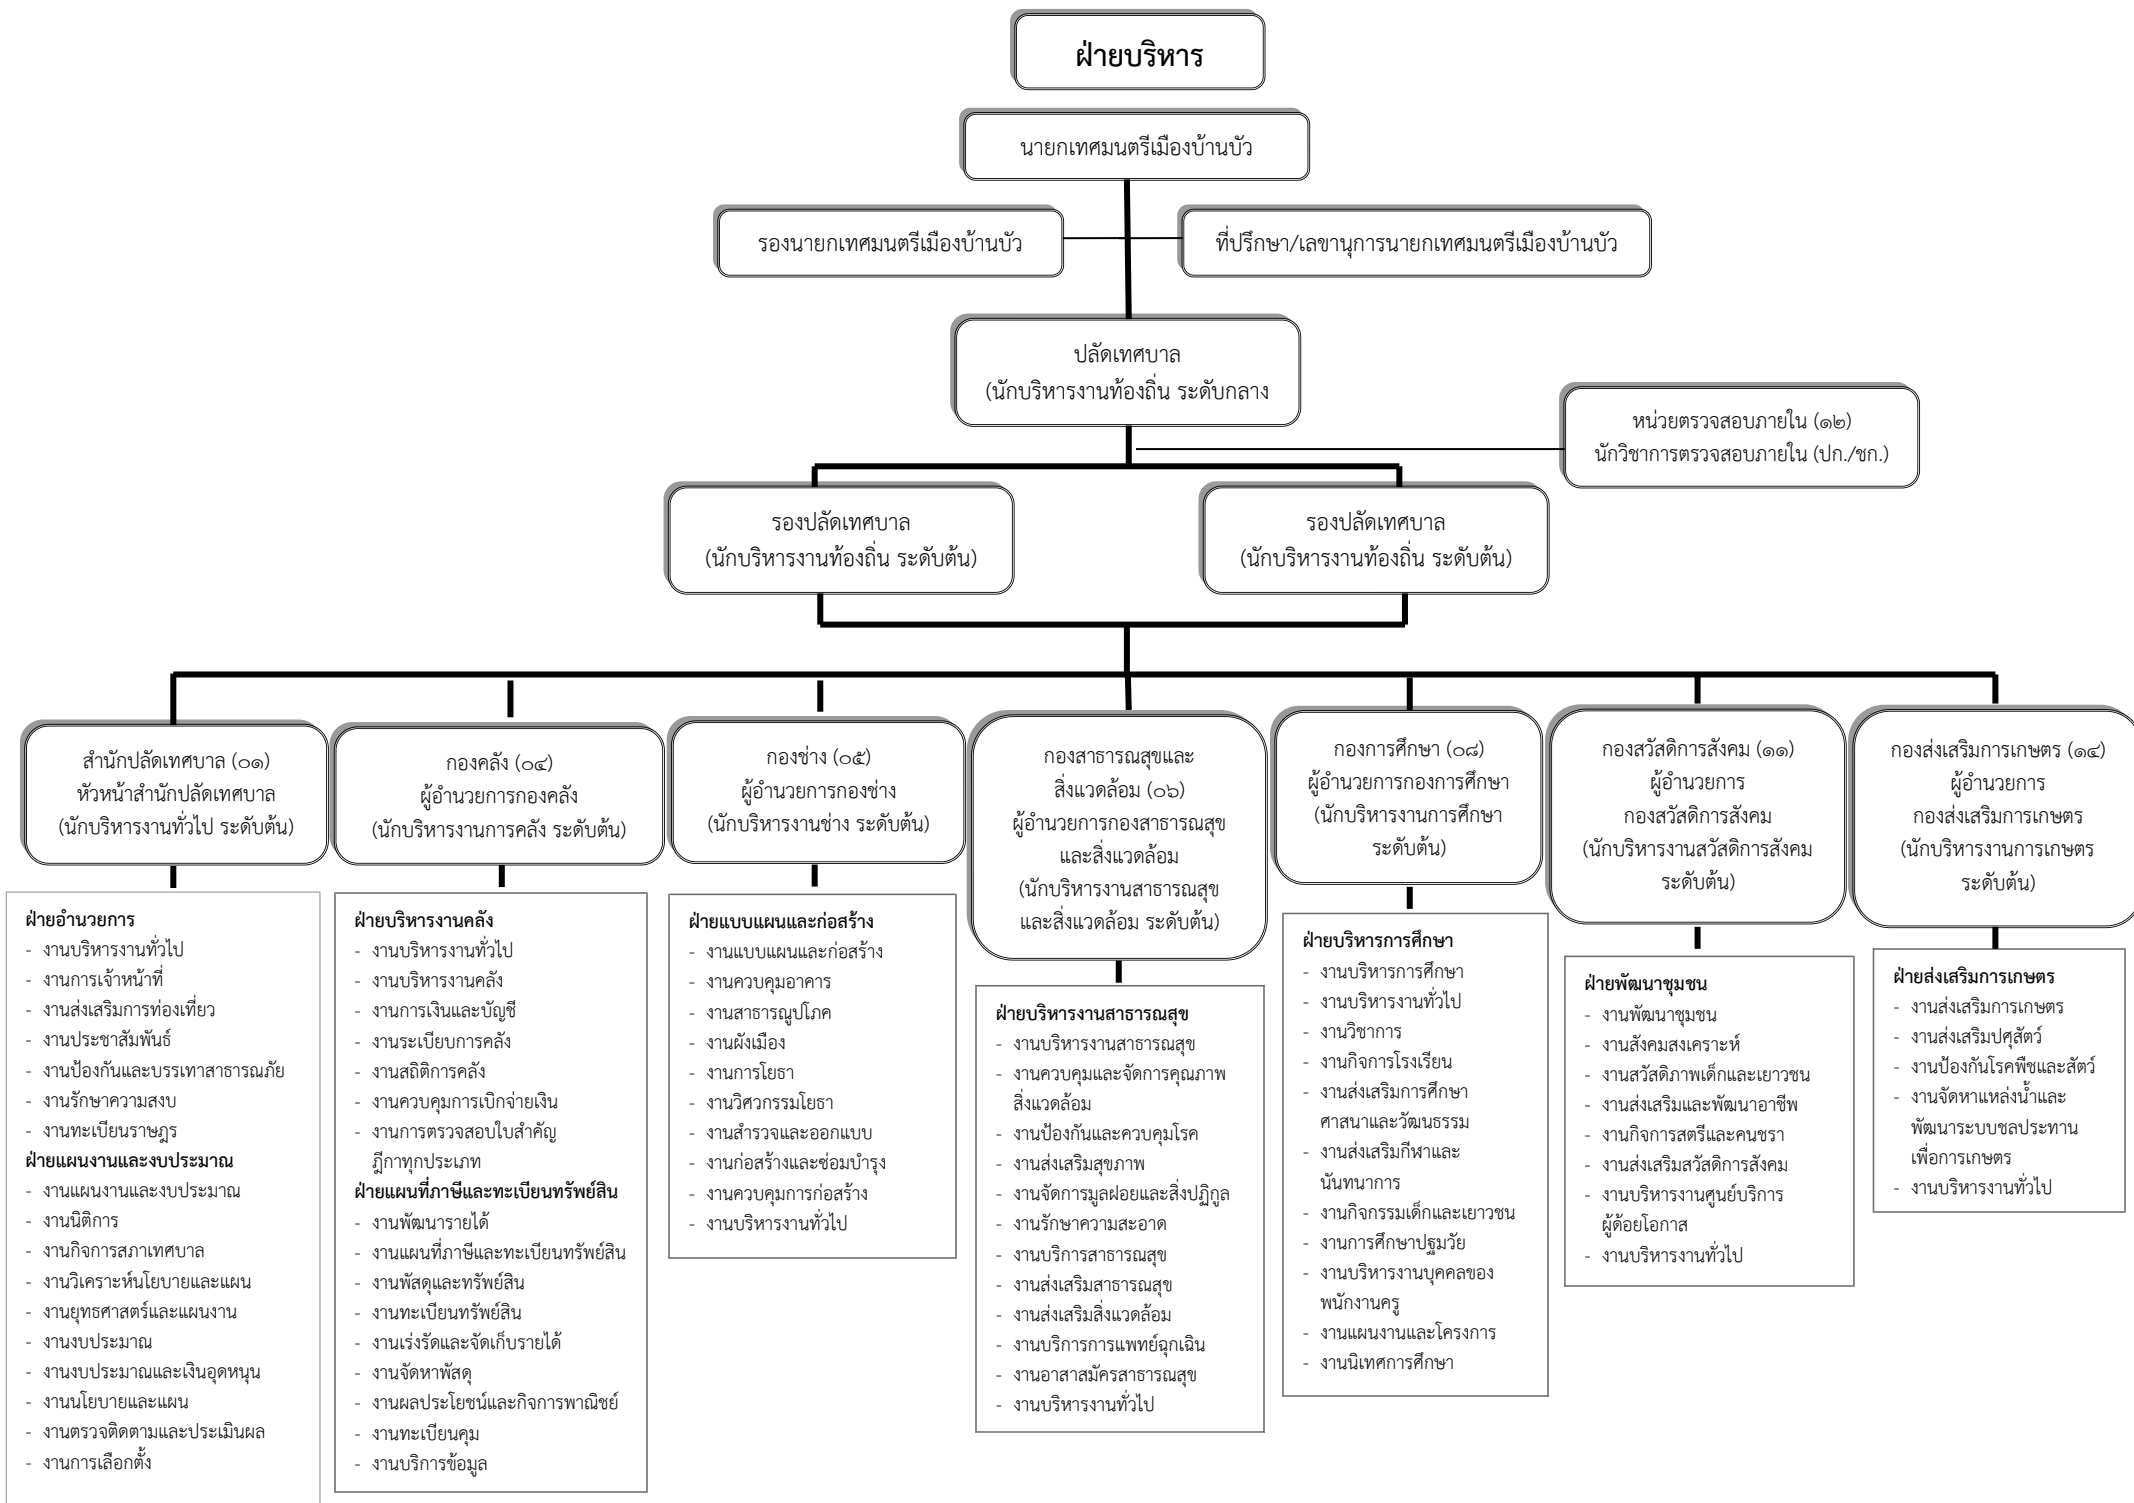 ฝ่ายบริหาร
นายกเทศมนตรีเมืองบ้านบัว
รองนายกเทศมนตรีเมืองบ้านบัว
ที่ปรึกษา/เลขานุการนายกเทศมนตรีเมืองบ้านบัว
ปลัดเทศบาล
(นักบริหารงานท้องถิ่น ระดับกลาง
หน่วยตรวจสอบภายใน (๑๒)
นักวิชาการตรวจสอบภายใน (ปก./ชก.)
รองปลัดเทศบาล
(นักบริหารงานท้องถิ่น ระดับต้น)
รองปลัดเทศบาล
(นักบริหารงานท้องถิ่น ระดับต้น)
สำนักปลัดเทศบาล (๐๑)
หัวหน้าสำนักปลัดเทศบาล
(นักบริหารงานทั่วไป ระดับต้น)
กองคลัง (๐๔)
ผู้อำนวยการกองคลัง
(นักบริหารงานการคลัง ระดับต้น)
กองช่าง (๐๕)
ผู้อำนวยการกองช่าง
(นักบริหารงานช่าง ระดับต้น)
กองสาธารณสุขและ
สิ่งแวดล้อม (๐๖)
ผู้อำนวยการกองสาธารณสุข
และสิ่งแวดล้อม
(นักบริหารงานสาธารณสุข
และสิ่งแวดล้อม ระดับต้น)
กองการศึกษา (๐๘)
ผู้อำนวยการกองการศึกษา
(นักบริหารงานการศึกษา
ระดับต้น)
กองสวัสดิการสังคม (๑๑)
ผู้อำนวยการ
กองสวัสดิการสังคม
(นักบริหารงานสวัสดิการสังคม
ระดับต้น)
กองส่งเสริมการเกษตร (๑๔)
ผู้อำนวยการ
กองส่งเสริมการเกษตร
(นักบริหารงานการเกษตร
ระดับต้น)
ฝ่ายอำนวยการ
- งานบริหารงานทั่วไป
- งานการเจ้าหน้าที่
- งานส่งเสริมการท่องเที่ยว
- งานประชาสัมพันธ์
- งานป้องกันและบรรเทาสาธารณภัย
- งานรักษาความสงบ
- งานทะเบียนราษฎร
ฝ่ายแผนงานและงบประมาณ
- งานแผนงานและงบประมาณ
- งานนิติการ
- งานกิจการสภาเทศบาล
- งานวิเคราะห์นโยบายและแผน
- งานยุทธศาสตร์และแผนงาน
- งานงบประมาณ
- งานงบประมาณและเงินอุดหนุน
- งานนโยบายและแผน
- งานตรวจติดตามและประเมินผล
- งานการเลือกตั้ง
ฝ่ายบริหารงานคลัง
- งานบริหารงานทั่วไป
- งานบริหารงานคลัง
- งานการเงินและบัญชี
- งานระเบียบการคลัง
- งานสถิติการคลัง
- งานควบคุมการเบิกจ่ายเงิน
- งานการตรวจสอบใบสำคัญ
ฎีกาทุกประเภท
ฝ่ายแผนที่ภาษีและทะเบียนทรัพย์สิน
- งานพัฒนารายได้
- งานแผนที่ภาษีและทะเบียนทรัพย์สิน
- งานพัสดุและทรัพย์สิน
- งานทะเบียนทรัพย์สิน
- งานเร่งรัดและจัดเก็บรายได้
- งานจัดหาพัสดุ
- งานผลประโยชน์และกิจการพาณิชย์
- งานทะเบียนคุม
- งานบริการข้อมูล
ฝ่ายแบบแผนและก่อสร้าง
- งานแบบแผนและก่อสร้าง
- งานควบคุมอาคาร
- งานสาธารณูปโภค
- งานผังเมือง
- งานการโยธา
- งานวิศวกรรมโยธา
- งานสำรวจและออกแบบ
- งานก่อสร้างและซ่อมบำรุง
- งานควบคุมการก่อสร้าง
- งานบริหารงานทั่วไป
ฝ่ายบริหารงานสาธารณสุข
- งานบริหารงานสาธารณสุข
- งานควบคุมและจัดการคุณภาพ
สิ่งแวดล้อม
- งานป้องกันและควบคุมโรค
- งานส่งเสริมสุขภาพ
- งานจัดการมูลฝอยและสิ่งปฏิกูล
- งานรักษาความสะอาด
- งานบริการสาธารณสุข
- งานส่งเสริมสาธารณสุข
- งานส่งเสริมสิ่งแวดล้อม
- งานบริการการแพทย์ฉุกเฉิน
- งานอาสาสมัครสาธารณสุข
- งานบริหารงานทั่วไป
ฝ่ายบริหารการศึกษา
- งานบริหารการศึกษา
- งานบริหารงานทั่วไป
- งานวิชาการ
- งานกิจการโรงเรียน
- งานส่งเสริมการศึกษา
ศาสนาและวัฒนธรรม
- งานส่งเสริมกีฬาและ
นันทนาการ
- งานกิจกรรมเด็กและเยาวชน
- งานการศึกษาปฐมวัย
- งานบริหารงานบุคคลของ
พนักงานครู
- งานแผนงานและโครงการ
- งานนิเทศการศึกษา
ฝ่ายพัฒนาชุมชน
- งานพัฒนาชุมชน
- งานสังคมสงเคราะห์
- งานสวัสดิภาพเด็กและเยาวชน
- งานส่งเสริมและพัฒนาอาชีพ
- งานกิจการสตรีและคนชรา
- งานส่งเสริมสวัสดิการสังคม
- งานบริหารงานศูนย์บริการ
ผู้ด้อยโอกาส
- งานบริหารงานทั่วไป
ฝ่ายส่งเสริมการเกษตร
- งานส่งเสริมการเกษตร
- งานส่งเสริมปศุสัตว์
- งานป้องกันโรคพืชและสัตว์
- งานจัดหาแหล่งน้ำและ
พัฒนาระบบชลประทาน
เพื่อการเกษตร
- งานบริหารงานทั่วไป